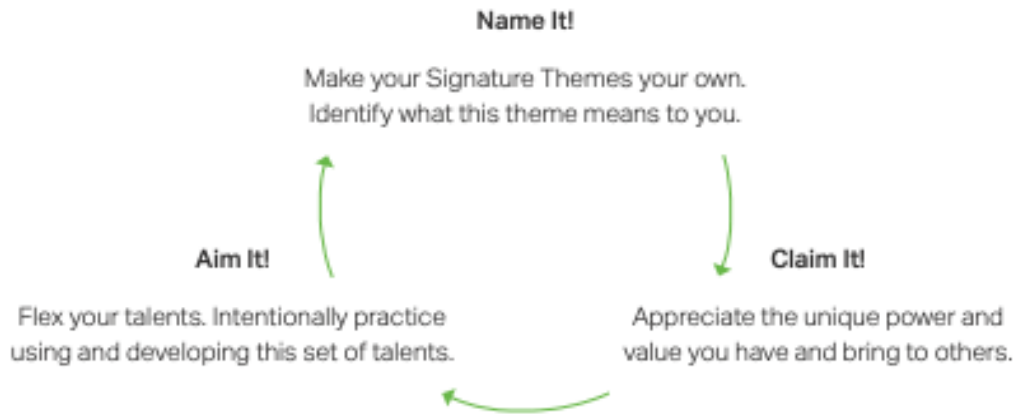 Name It!
Make your Signature Themes your own.
Identify what this theme means to you.
Aim It!
Flex your talents. Intentionally practice
using and developing this set of talents.
Claim It!
Appreciate the unique power and
value you have and bring to others.